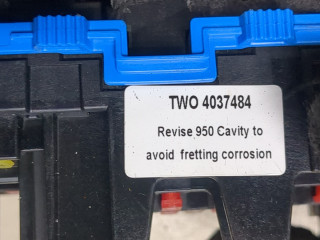 TWO 4037484
Revise 950 Cavity to
avoid fretting corrosion